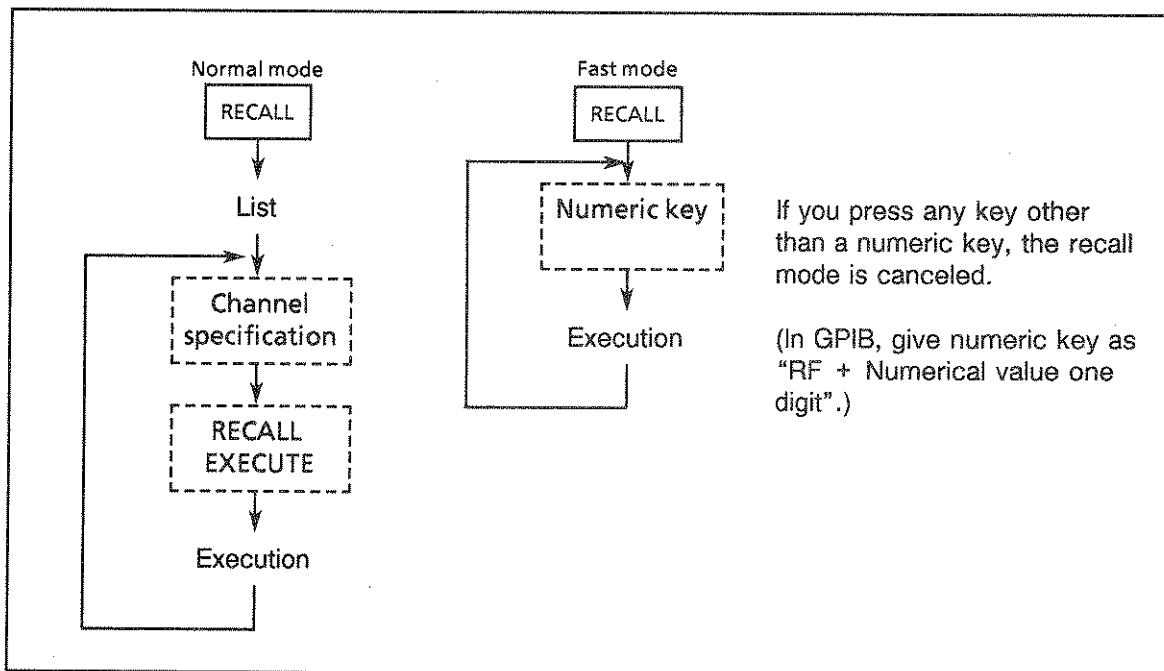 Normal mode
RECALL
List
Channel
specification
RECALL
EXECUTE
Execution
Fast mode
RECALL
Numeric key
Execution
If you press any key other
than a numeric key, the recall
mode is canceled.
(In GPIB, give numeric key as
“RF + Numerical value one
digit”.)